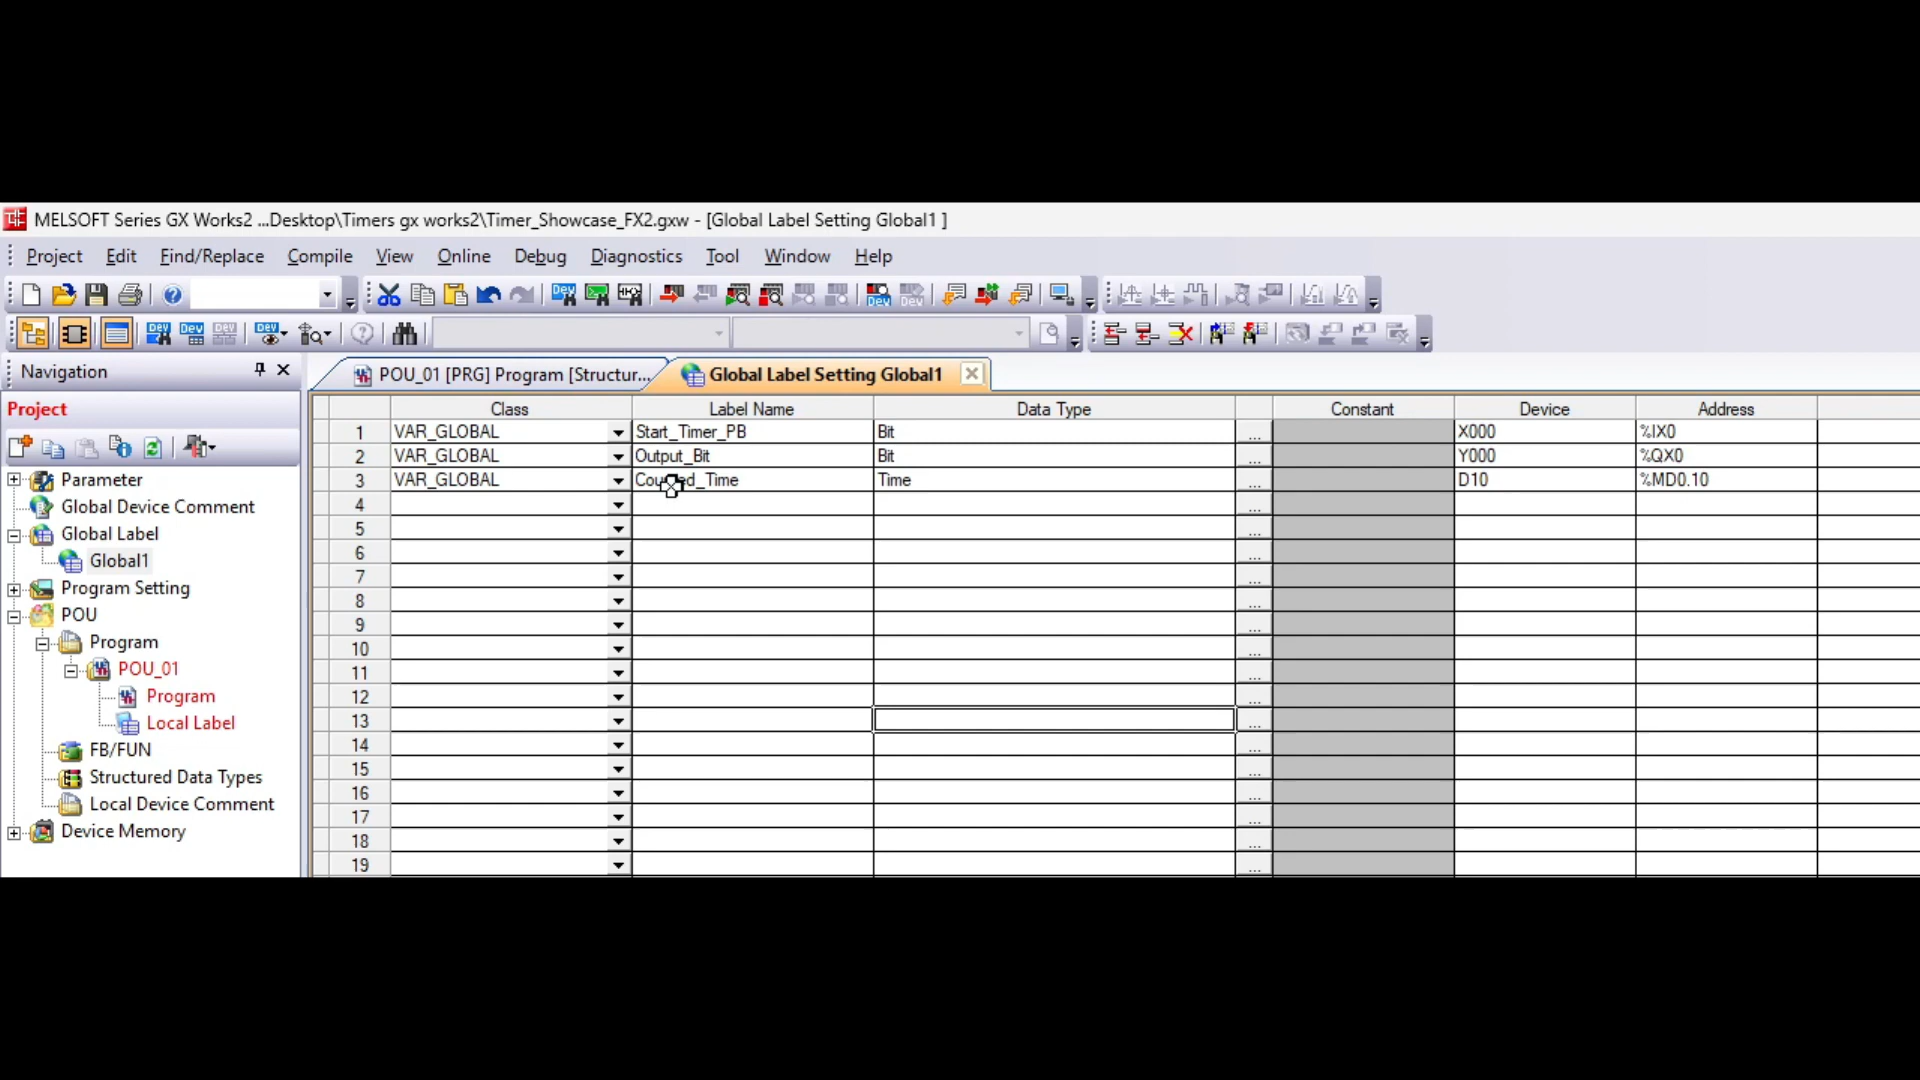 MELSOFT Series GX Works2 ...Desktop\Timers gx works2\Timer_Showcase_FX2.gxw - [Global Label Setting Global1 ]
Project Edit Find/Replace Compile View Online Debug Diagnostics Tool Window Help
Navigation
POU_01 [PRG] Program [Structur...
Global Label Setting Global1
Project
Parameter
Global Device Comment
Global Label
Global1
Program Setting
POU
Program
POU_01
Program
Local Label
FB/FUN
Structured Data Types
Local Device Comment
Device Memory
Class Label Name Data Type Constant Device Address
1 VAR_GLOBAL Start_Timer_PB Bit ... X000 %IX0
2 VAR_GLOBAL Output_Bit Bit ... Y000 %QX0
3 VAR_GLOBAL Time ... D10 %MD0.10
4 ...
5 ...
6 ...
7 ...
8 ...
9 ...
10 ...
11 ...
12 ...
13 ...
14 ...
15 ...
16 ...
17 ...
18 ...
19 ...